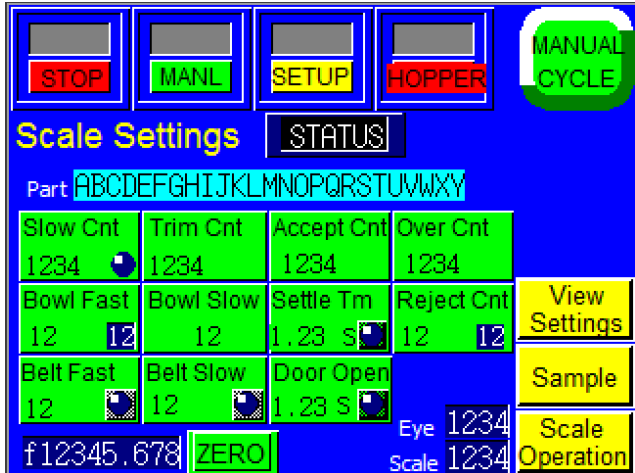 STOP MANL SETUP HOPPER
MANUAL
CYCLE
Scale Settings STATUS
Part ABCDEFGHIJKLMNOPQRSTUVWXY
Slow Cnt Trim Cnt Accept Cnt Over Cnt
1234 1234 1234 1234
Bowl Fast Bowl Slow Settle Tm Reject Cnt
12 12 12 1.23 S 12 12
View
Settings
Belt Fast Belt Slow Door Open
12 12 1.23 S
Sample
Eye 1234
f12345.678 ZERO
Scale 1234
Scale
Operation